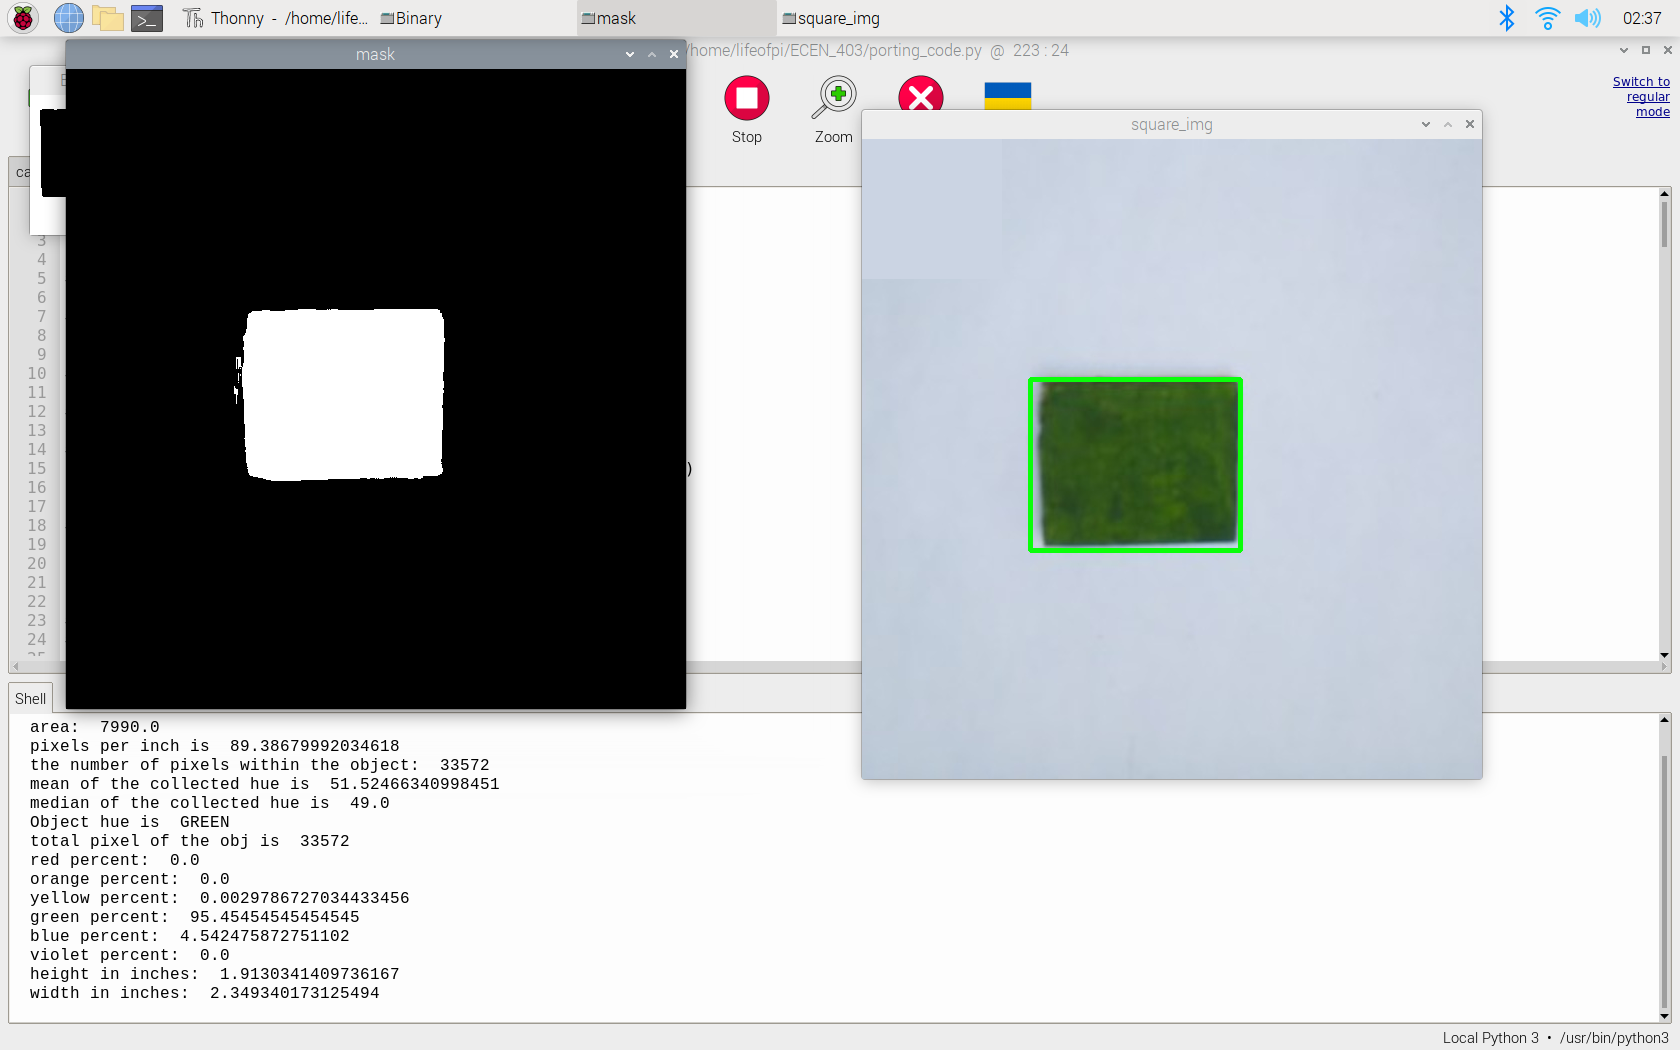 Thonny - /home/life... Binary mask square_img 02:37
mask
/home/lifeofpi/ECEN_403/porting_code.py @ 223 : 24
Switch to
regular
mode
Stop Zoom
square_img
ca
3
4
5
6
7
8
9
10
11
12
13
14
15 )
16
17
18
19
20
21
22
23
24
Shell
area:  7990.0
pixels per inch is  89.38679992034618
the number of pixels within the object:  33572
mean of the collected hue is  51.52466340998451
median of the collected hue is  49.0
Object hue is  GREEN
total pixel of the obj is  33572
red percent:  0.0
orange percent:  0.0
yellow percent:  0.0029786727034433456
green percent:  95.45454545454545
blue percent:  4.542475872751102
violet percent:  0.0
height in inches:  1.9130341409736167
width in inches:  2.349340173125494
Local Python 3 • /usr/bin/python3